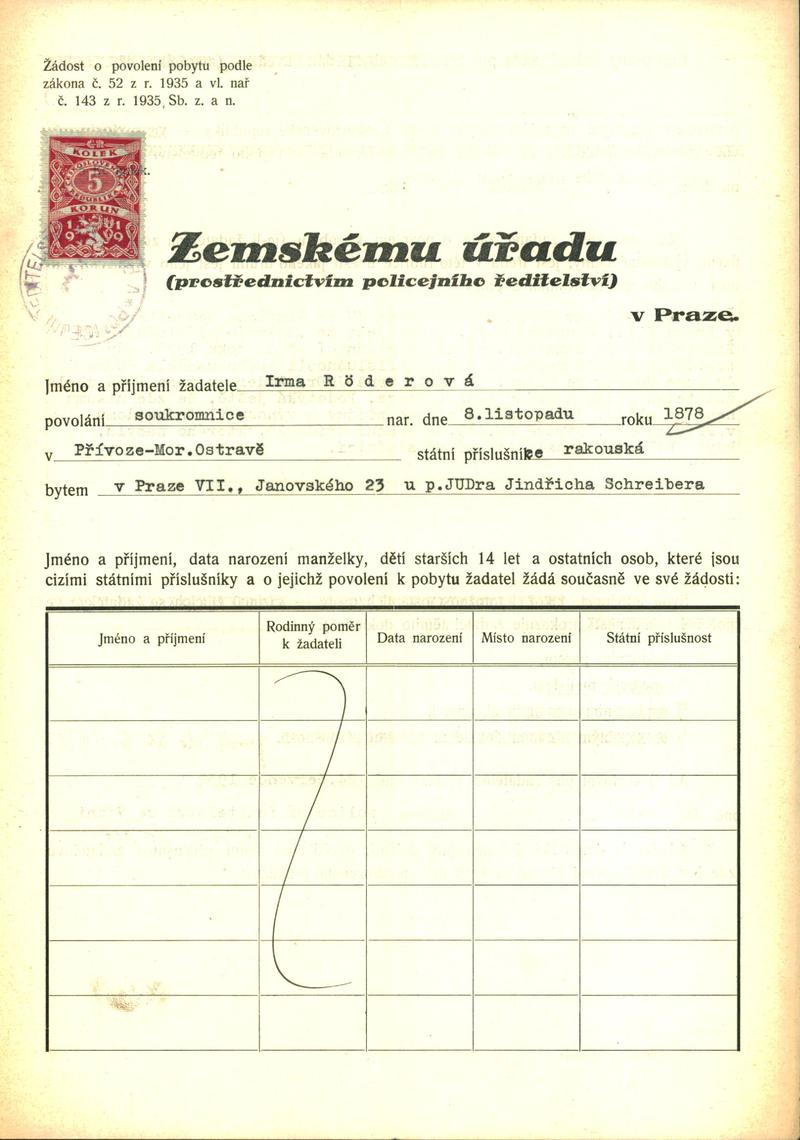 Žádost o povolení pobytu podle
zákona č. 52 z r. 1935 a vl. nař
č. 143 z r. 1935, Sb. z. a n.
KOLEK
5
KORUN
1919
Zemskému úřadu
(prostřednictvím policejního ředitelství)
v Praze.
Jméno a příjmení žadatele Irma Röderová
povolání soukromnice nar. dne 8.listopadu roku 1878
v Přívoze-Mor.Ostravě státní příslušnice rakouská
bytem v Praze VII., Janovského 23 u p.JUDra Jindřicha Schreibera
Jméno a příjmení, data narození manželky, dětí starších 14 let a ostatních osob, které jsou
cizími státními příslušníky a o jejichž povolení k pobytu žadatel žádá současně ve své žádosti:
Jméno a příjmení Rodinný poměr k žadateli Data narození Místo narození Státní příslušnost